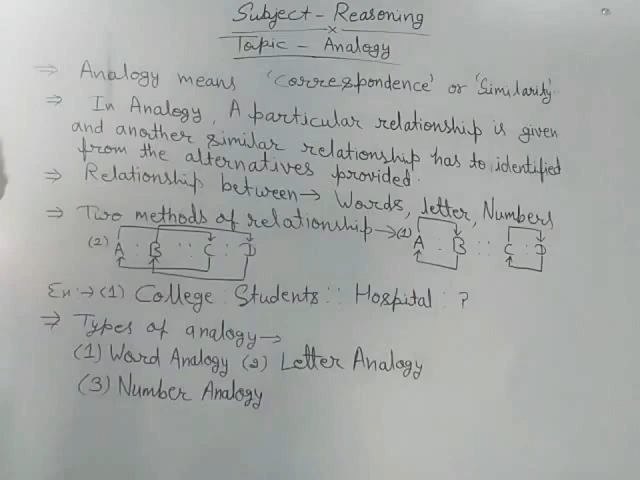 Subject - Reasoning
×
Topic - Analogy
⇒ Analogy means 'Correspondence' or 'Similarity'
⇒ In Analogy, A particular relationship is given
and another similar relationship has to identified
from the alternatives provided.
⇒ Relationship between → Words, letter, Numbers
⇒ Two methods of relationship → (1) A : B :: C : D
(2) A : B :: C : D
Ex:→ (1) College : Students :: Hospital : ?
⇒ Types of analogy →
(1) Word Analogy (2) Letter Analogy
(3) Number Analogy